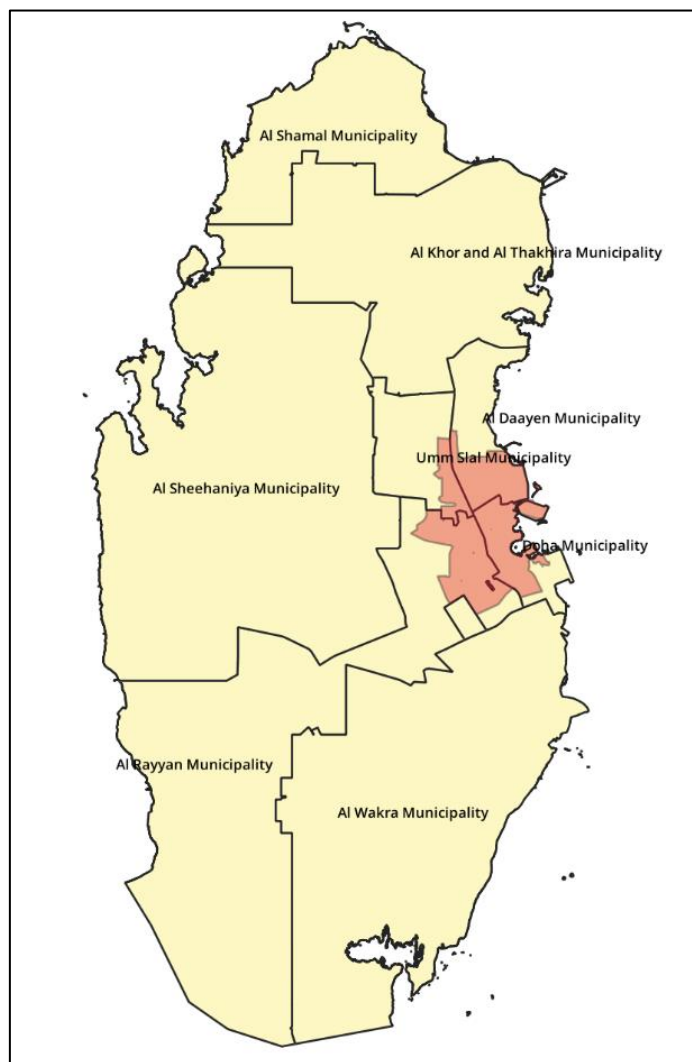 Al Shamal Municipality
Al Khor and Al Thakhira Municipality
Al Daayen Municipality
Umm Slal Municipality
Al Sheehaniya Municipality
Doha Municipality
Al Rayyan Municipality
Al Wakra Municipality